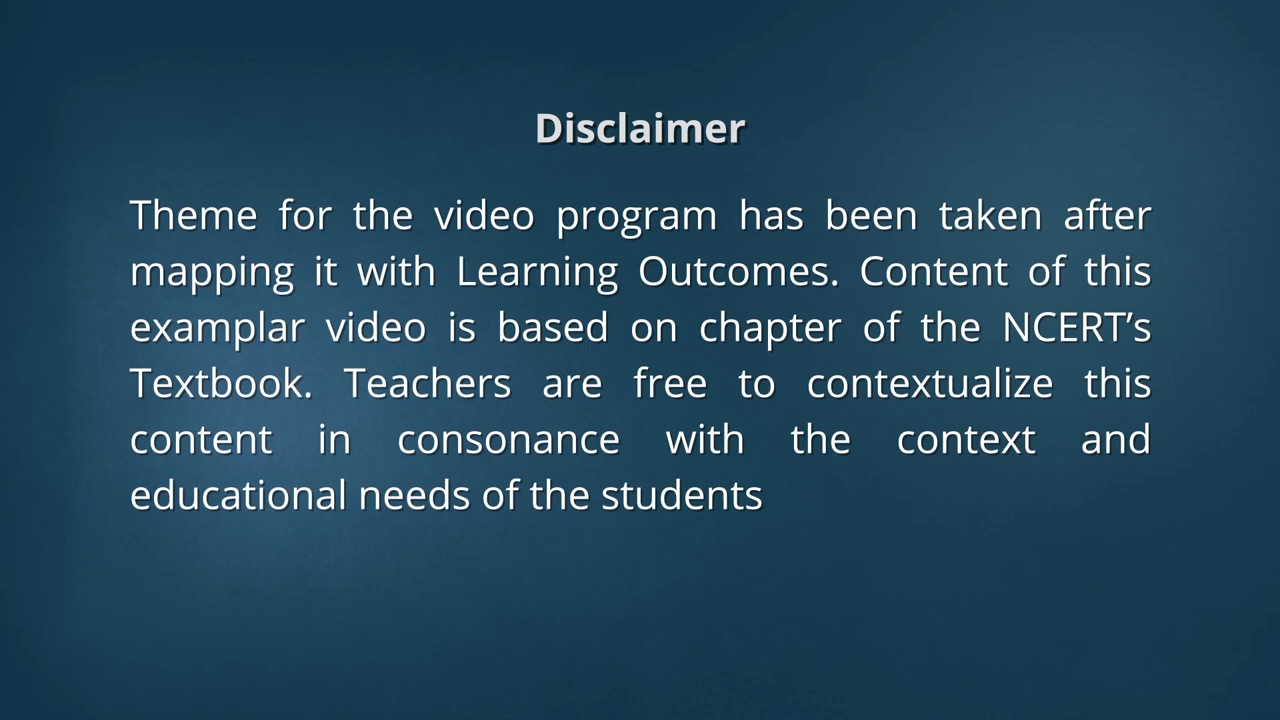 Disclaimer
Theme for the video program has been taken after
mapping it with Learning Outcomes. Content of this
examplar video is based on chapter of the NCERT’s
Textbook. Teachers are free to contextualize this
content in consonance with the context and
educational needs of the students